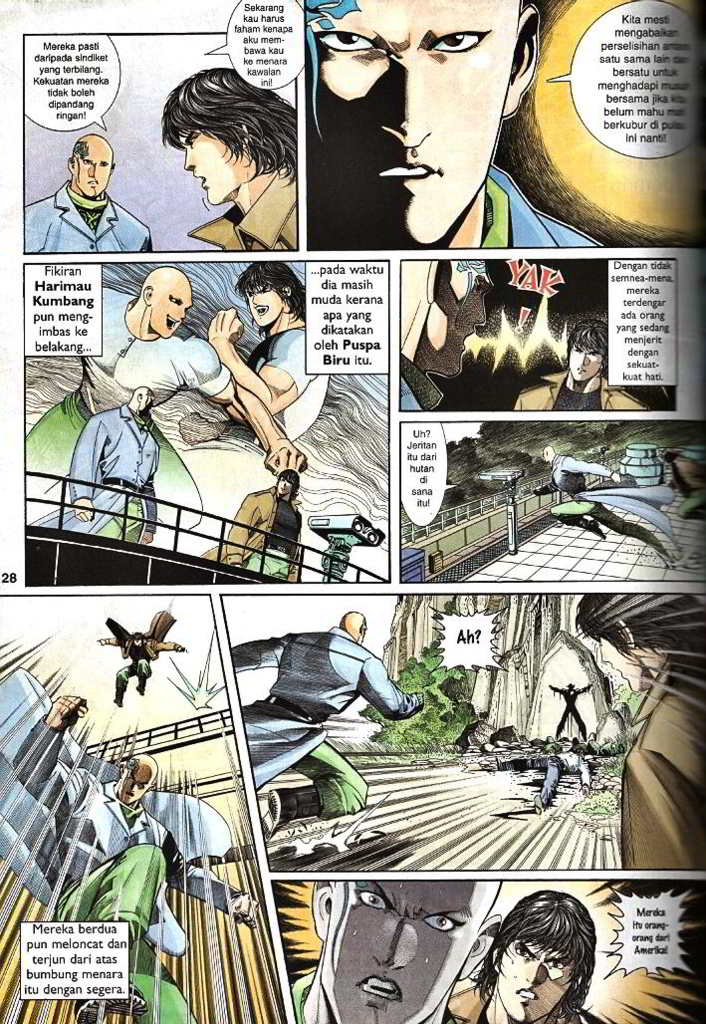 Mereka pasti
daripada sindiket
yang terbilang.
Kekuatan mereka
tidak boleh
dipandang
ringan!
Sekarang
kau harus
faham kenapa
aku mem-
bawa kau
ke menara
kawalan
ini!
Kita mesti
mengabaikan
perselisihan antara
satu sama lain dan
bersatu untuk
menghadapi musuh
bersama jika kita
belum mahu mati
berkubur di pulau
ini nanti!
Fikiran
Harimau
Kumbang
pun meng-
imbas ke
belakang...
...pada waktu
dia masih
muda kerana
apa yang
dikatakan
oleh Puspa
Biru itu.
YAK
!
Dengan tidak
semnea-mena,
mereka
terdengar
ada orang
yang sedang
menjerit
dengan
sekuat-
kuat hati.
Uh?
Jeritan
itu dari
hutan
di
sana
itu!
28
Mereka berdua
pun meloncat dan
terjun dari atas
bumbung menara
itu dengan segera.
Ah?
Mereka
itu orang-
orang dari
Amerika!